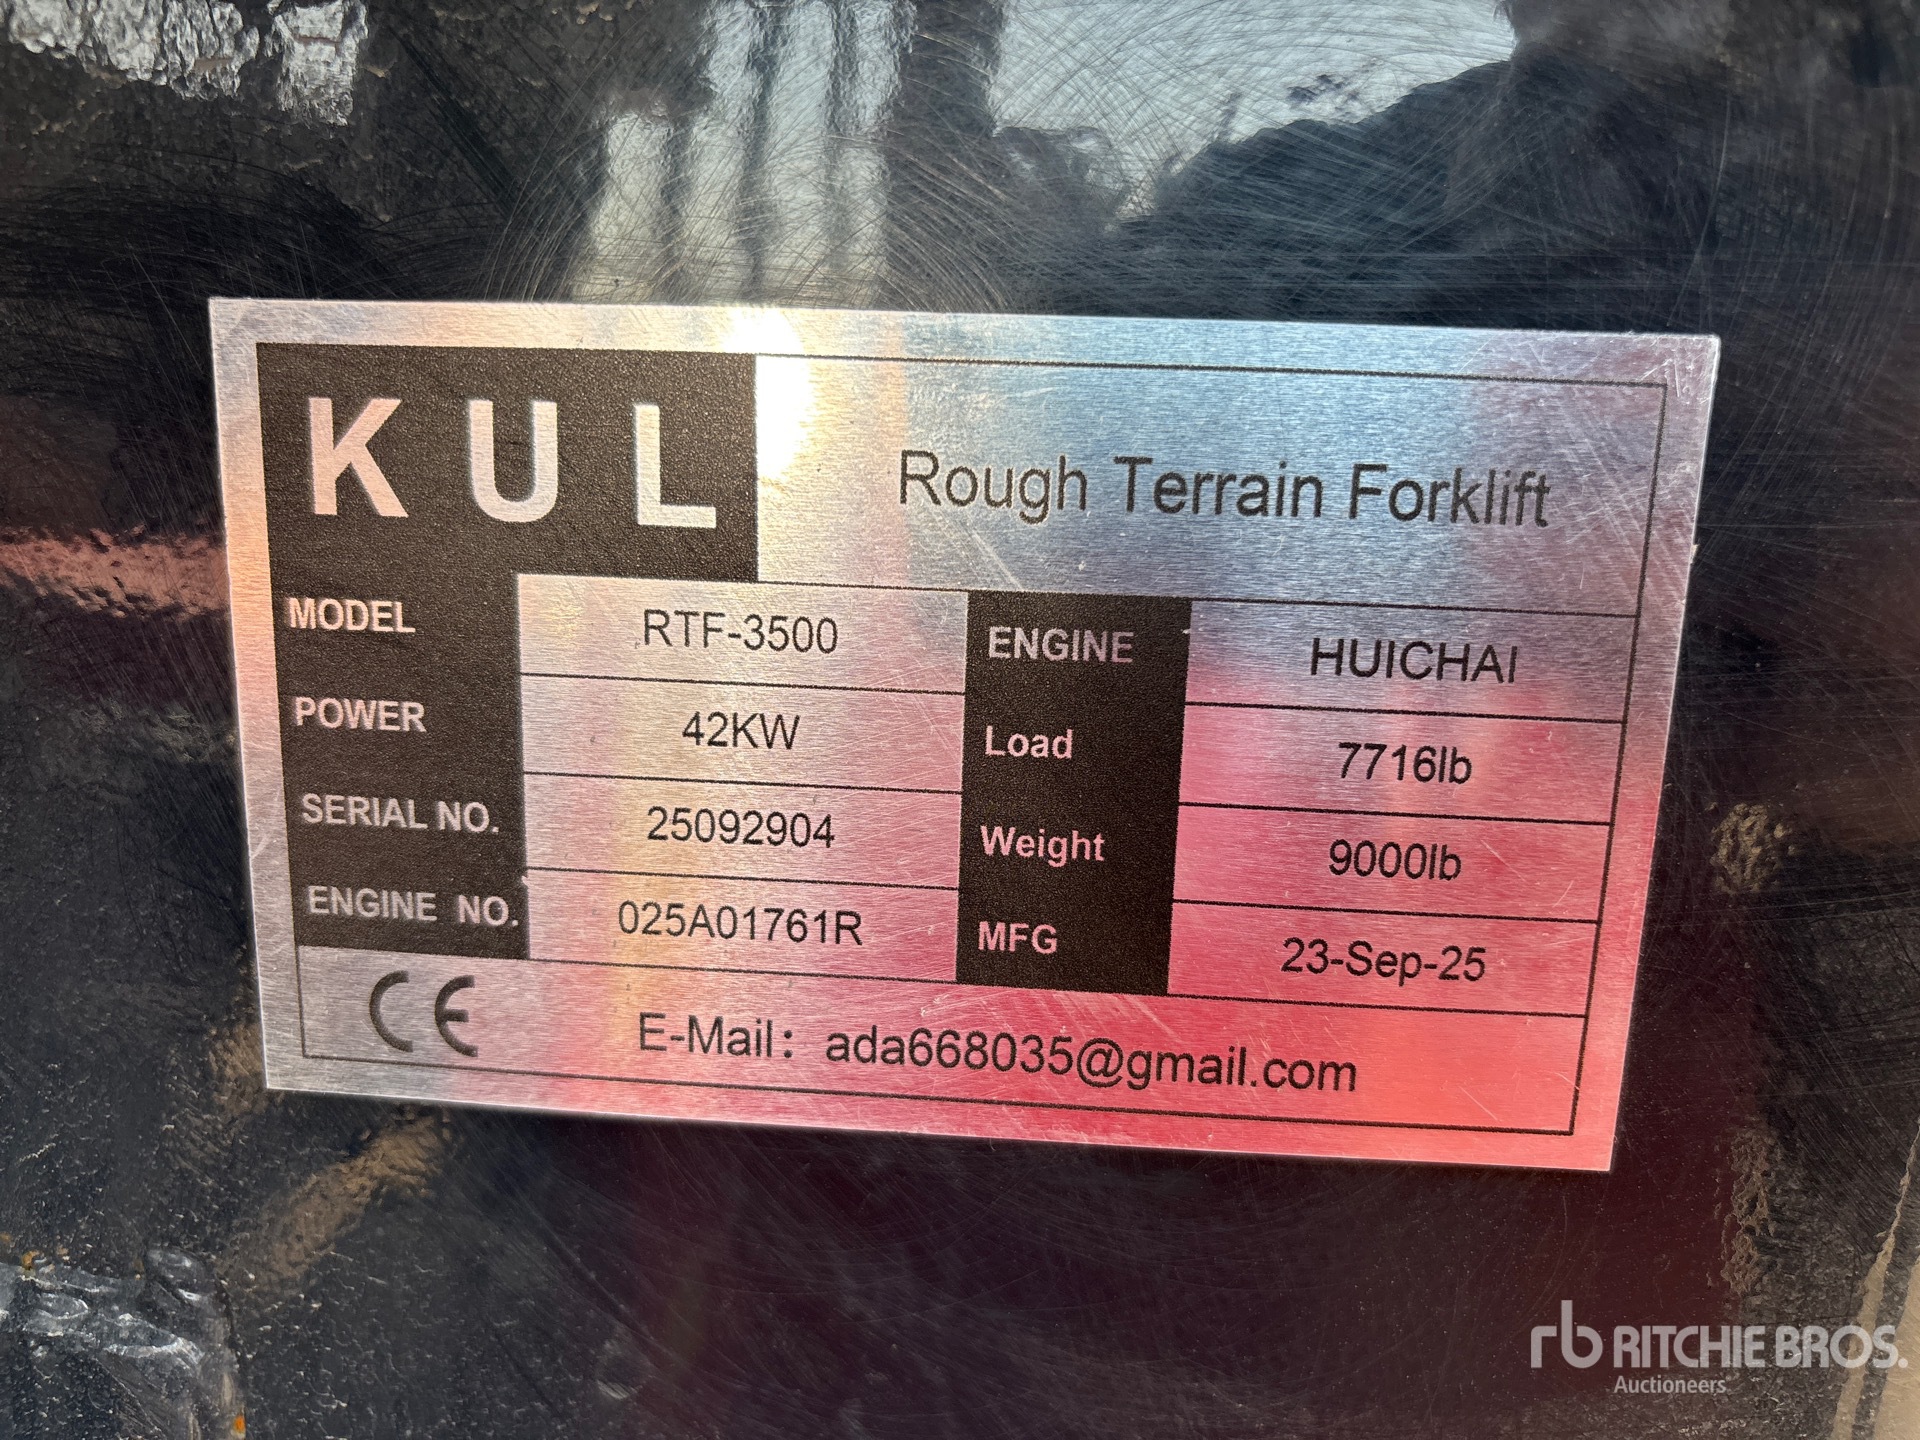 KUL Rough Terrain Forklift
MODEL RTF-3500 ENGINE HUICHAI
POWER 42KW Load 7716lb
SERIAL NO. 25092904 Weight 9000lb
ENGINE NO. 025A01761R MFG 23-Sep-25
CE E-Mail: ada668035@gmail.com
rb RITCHIE BROS.
Auctioneers